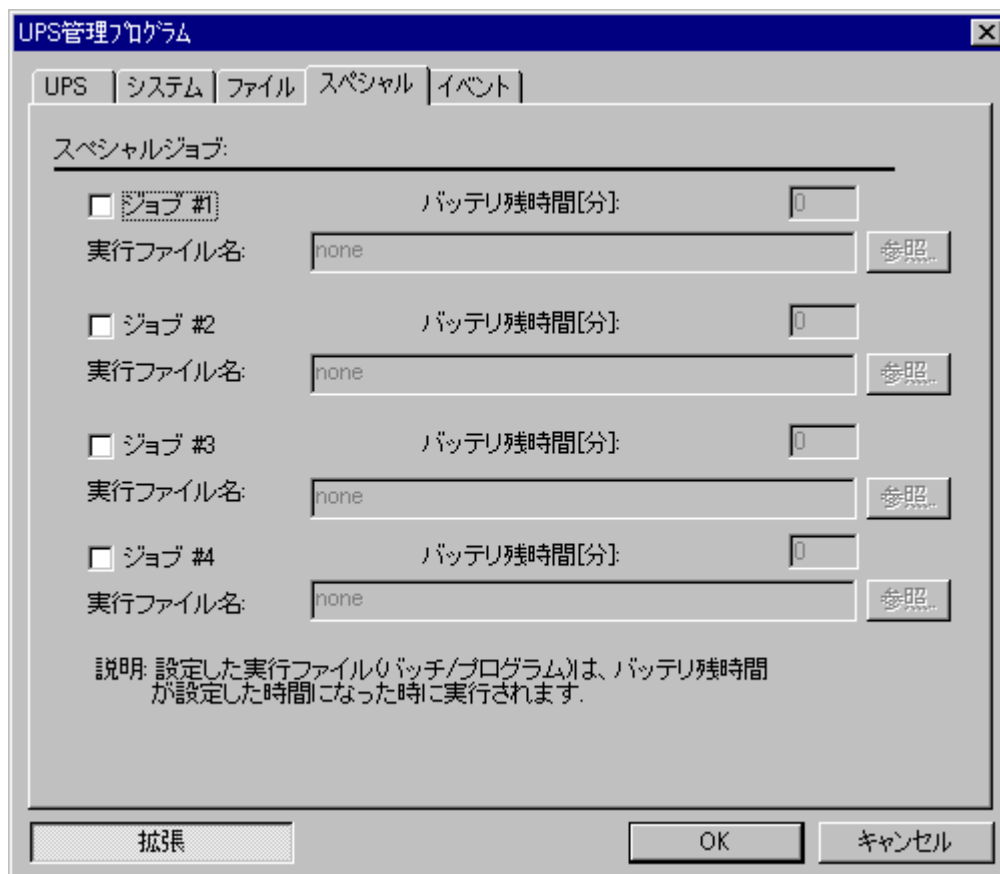 UPS管理プログラム
UPS システム ファイル スペシャル イベント
スペシャルジョブ:
ジョブ #1 バッテリ残時間[分]: 0
実行ファイル名: none 参照..
ジョブ #2 バッテリ残時間[分]: 0
実行ファイル名: none 参照..
ジョブ #3 バッテリ残時間[分]: 0
実行ファイル名: none 参照..
ジョブ #4 バッテリ残時間[分]: 0
実行ファイル名: none 参照..
説明: 設定した実行ファイル(バッチ/プログラム)は、バッテリ残時間
が設定した時間になった時に実行されます.
拡張 OK キャンセル